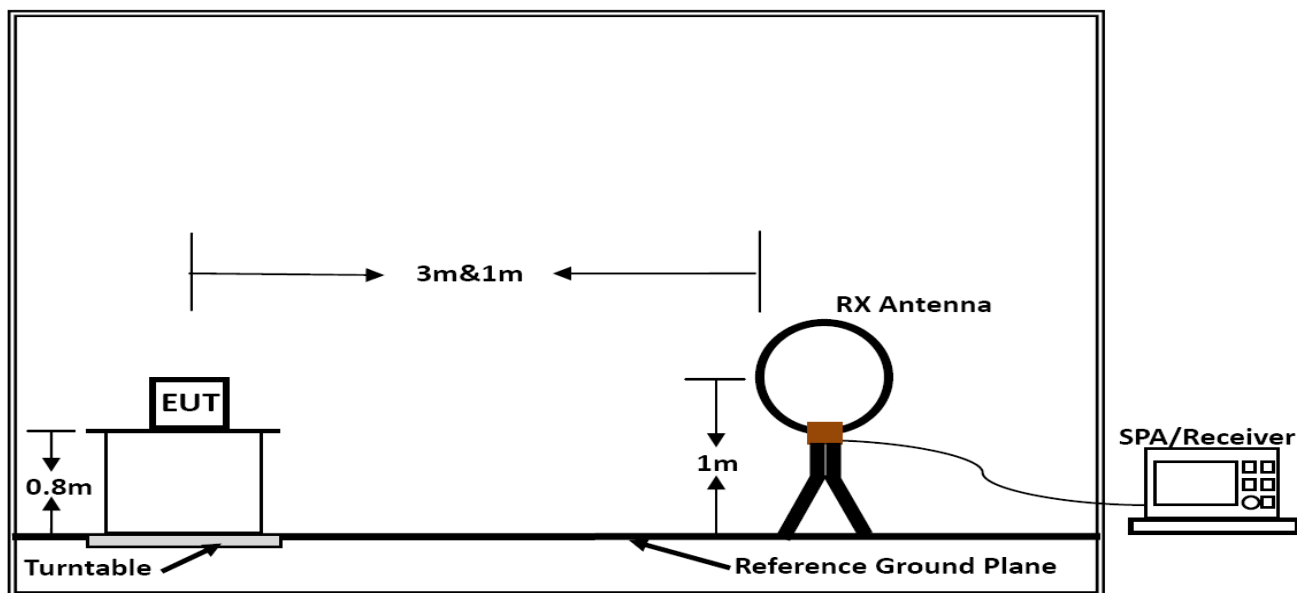 3m&1m
RX Antenna
EUT
SPA/Receiver
1m
0.8m
Turntable
Reference Ground Plane